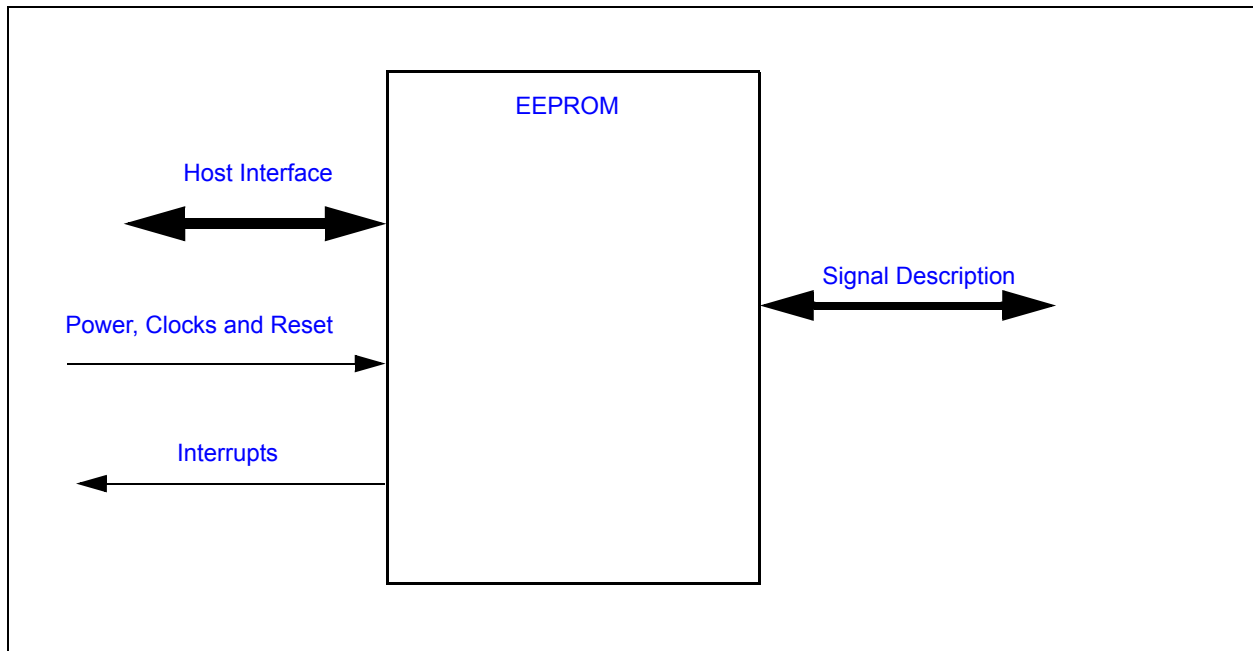 EEPROM
Host Interface
Signal Description
Power, Clocks and Reset
Interrupts